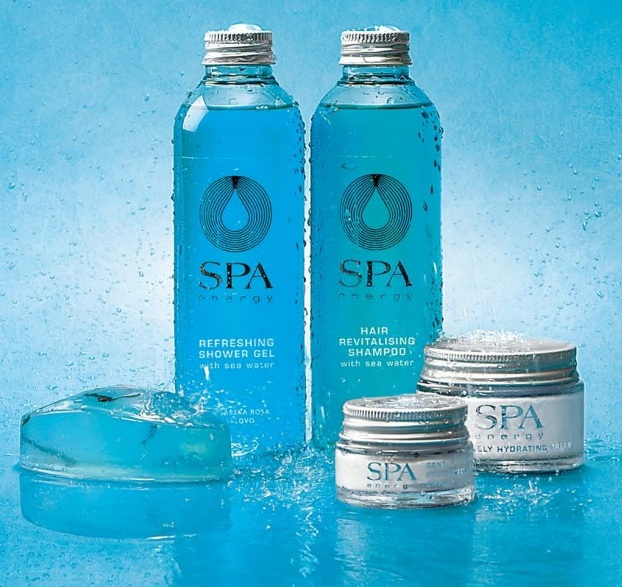 SPA
energy
REFRESHING
SHOWER GEL
with sea water
SPA
energy
HAIR
REVITALISING
SHAMPOO
with sea water
SPA
energy
HYDRATING
SPA
energy